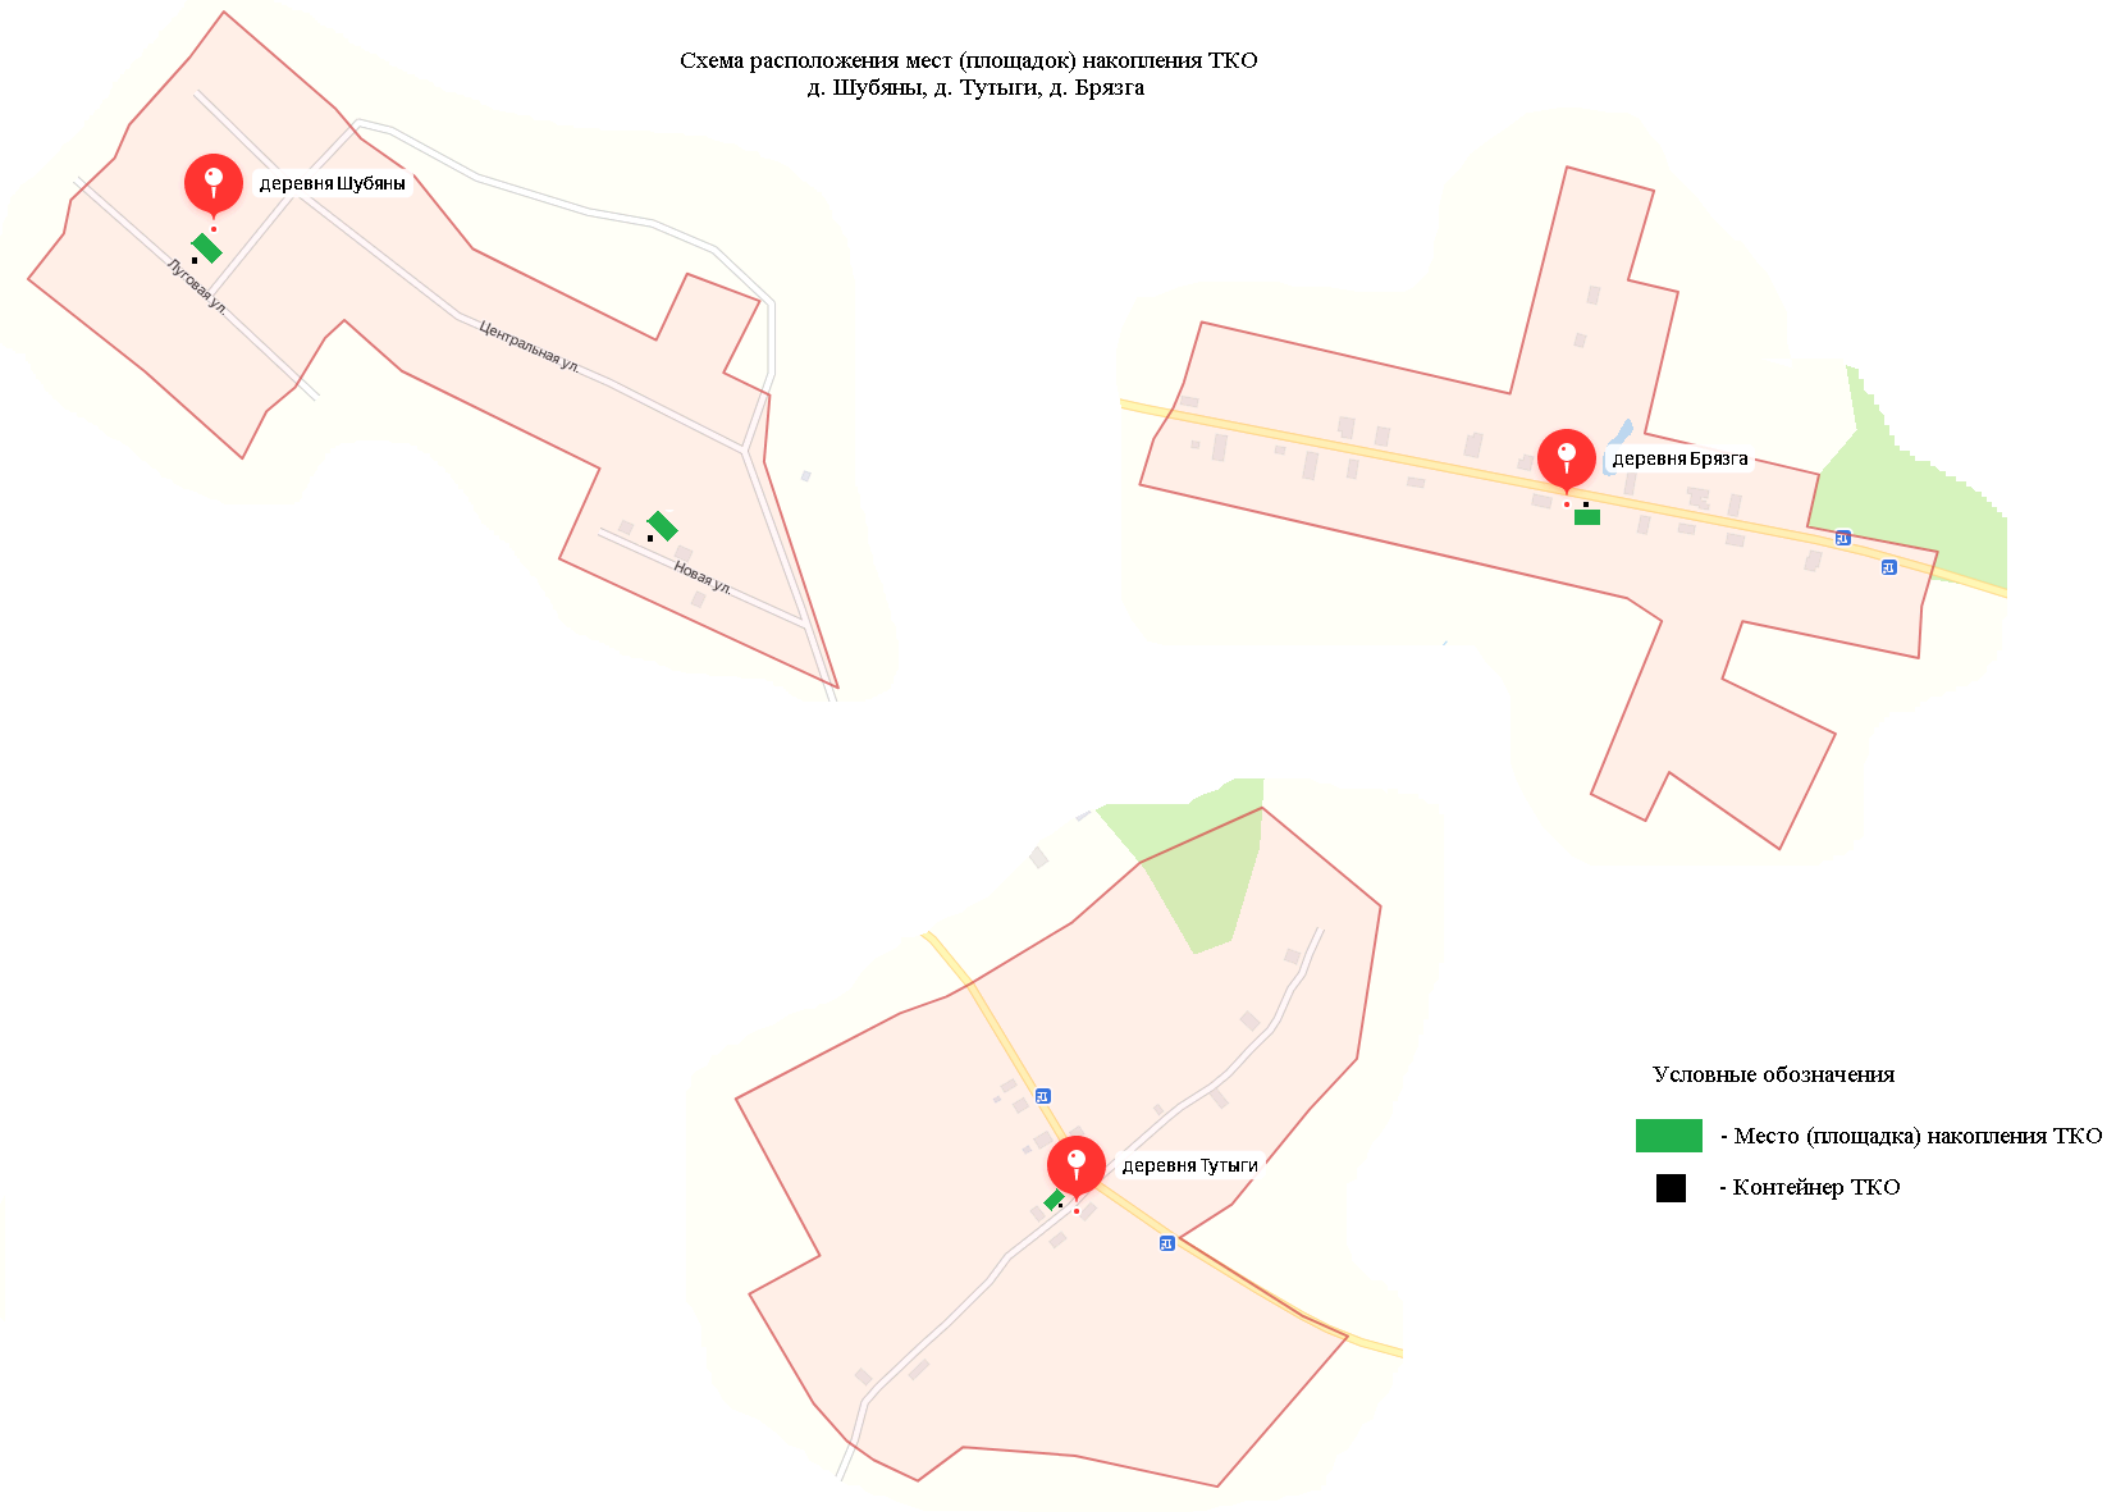 Схема расположения мест (площадок) накопления ТКО
д. Шубяны, д. Тутыги, д. Брязга
деревня Шубяны
Луговая ул.
Центральная ул.
Новая ул.
деревня Брязга
деревня Тутыги
Условные обозначения
- Место (площадка) накопления ТКО
- Контейнер ТКО